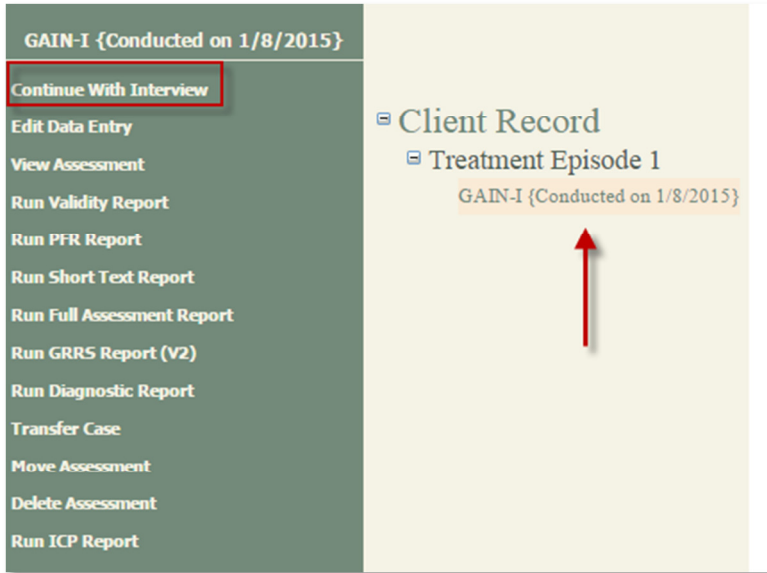 GAIN-I {Conducted on 1/8/2015}
Continue With Interview
Edit Data Entry
View Assessment
Run Validity Report
Run PFR Report
Run Short Text Report
Run Full Assessment Report
Run GRRS Report (V2)
Run Diagnostic Report
Transfer Case
Move Assessment
Delete Assessment
Run ICP Report
Client Record
Treatment Episode 1
GAIN-I {Conducted on 1/8/2015}